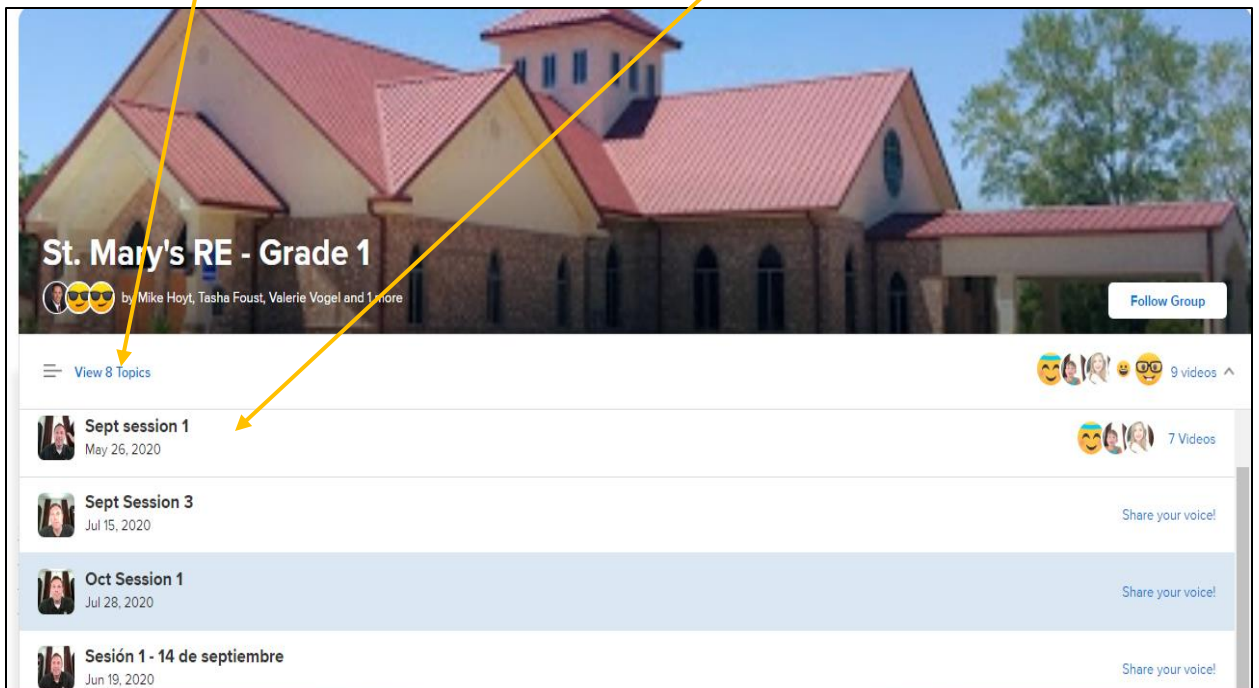 St. Mary's RE - Grade 1
by Mike Hoyt, Tasha Foust, Valerie Vogel and 1 more
Follow Group
View 8 Topics
9 videos
Sept session 1
May 26, 2020
7 Videos
Sept Session 3
Jul 15, 2020
Share your voice!
Oct Session 1
Jul 28, 2020
Share your voice!
Sesión 1 - 14 de septiembre
Jun 19, 2020
Share your voice!